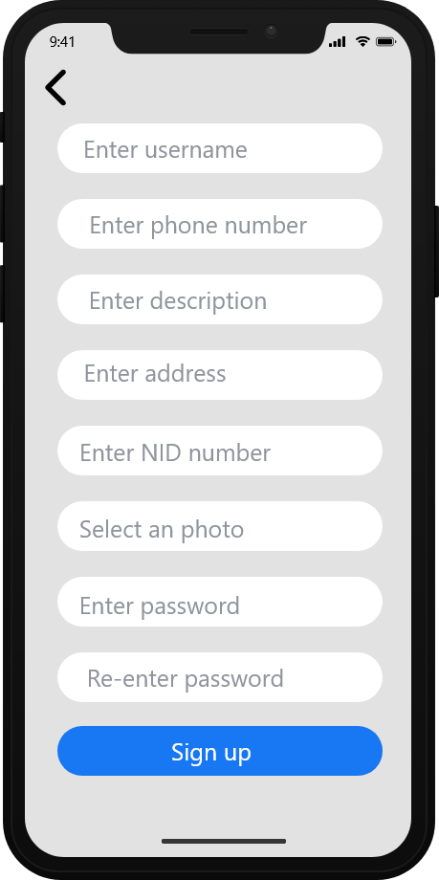 9:41
Enter username
Enter phone number
Enter description
Enter address
Enter NID number
Select an photo
Enter password
Re-enter password
Sign up